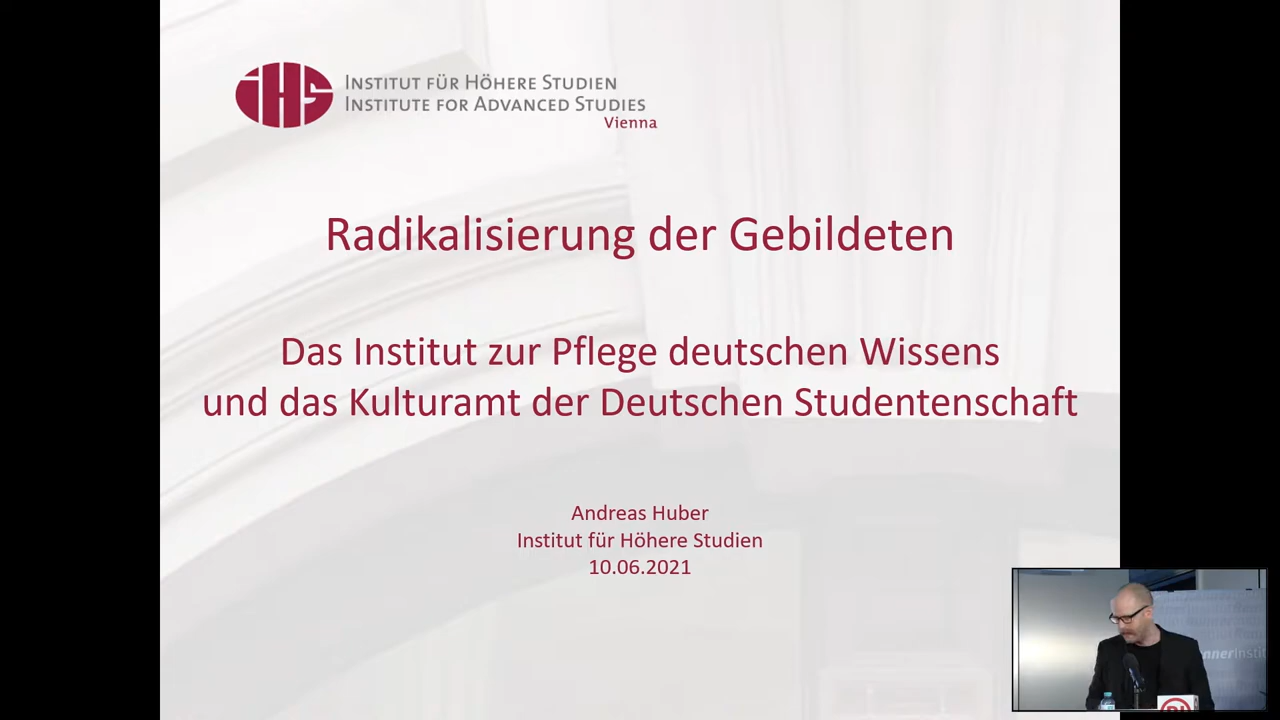 iHS
INSTITUT FÜR HÖHERE STUDIEN
INSTITUTE FOR ADVANCED STUDIES
Vienna
Radikalisierung der Gebildeten
Das Institut zur Pflege deutschen Wissens
und das Kulturamt der Deutschen Studentenschaft
Andreas Huber
Institut für Höhere Studien
10.06.2021